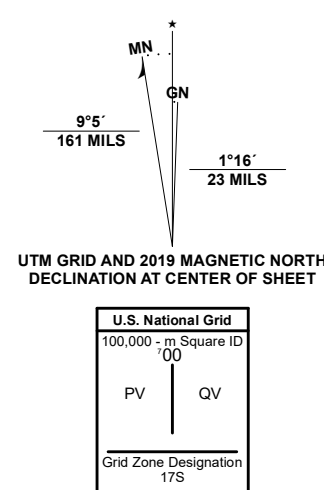 ★
MN
GN
9°5´
161 MILS
1°16´
23 MILS
UTM GRID AND 2019 MAGNETIC NORTH
DECLINATION AT CENTER OF SHEET
U.S. National Grid
100,000 - m Square ID
⁷00
PV QV
Grid Zone Designation
17S